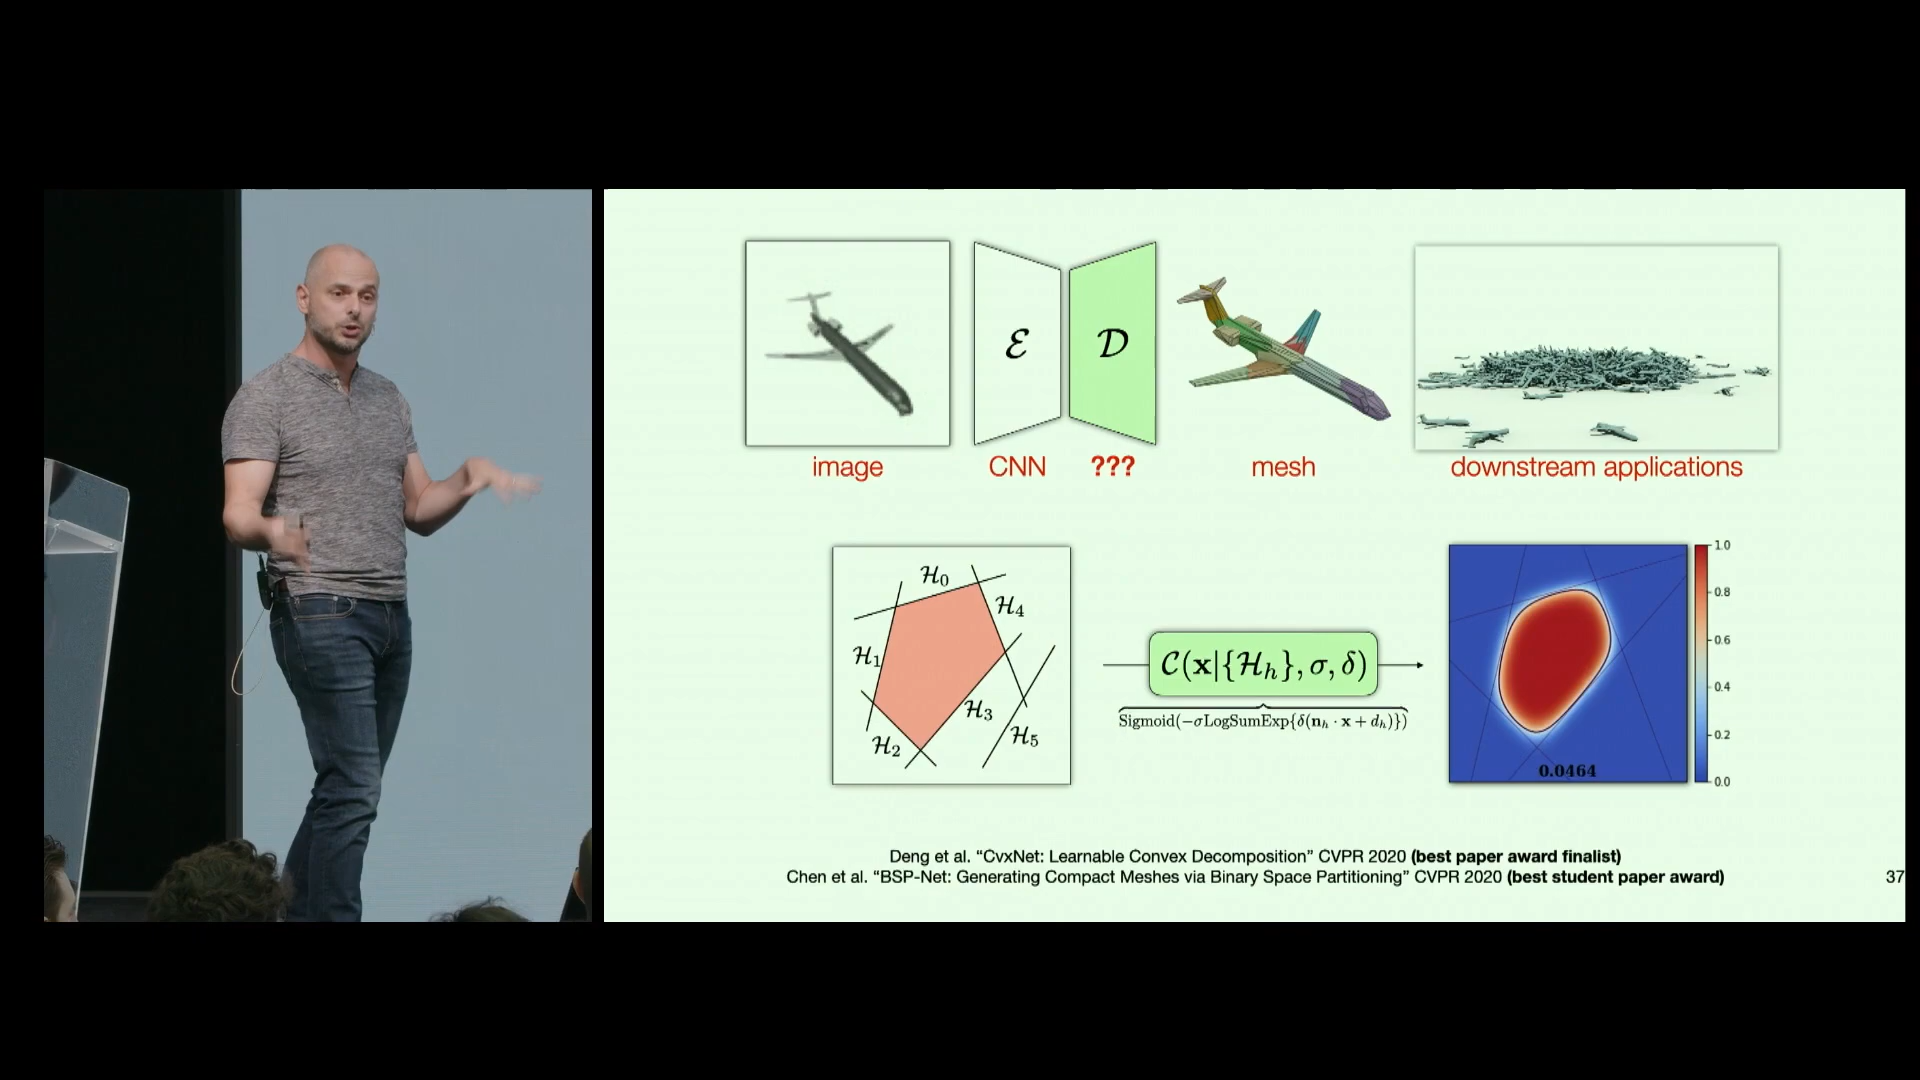 ℰ
𝒟
image
CNN
???
mesh
downstream applications
ℋ₀
ℋ₄
ℋ₁
ℋ₃
ℋ₂
ℋ₅
𝒞(𝐱|{ℋₕ}, σ, δ)
Sigmoid(−σLogSumExp{δ(𝐧ₕ · 𝐱 + dₕ)})
1.0
0.8
0.6
0.4
0.2
0.0
0.0464
Deng et al. “CvxNet: Learnable Convex Decomposition” CVPR 2020 (best paper award finalist)
Chen et al. “BSP-Net: Generating Compact Meshes via Binary Space Partitioning” CVPR 2020 (best student paper award)
37